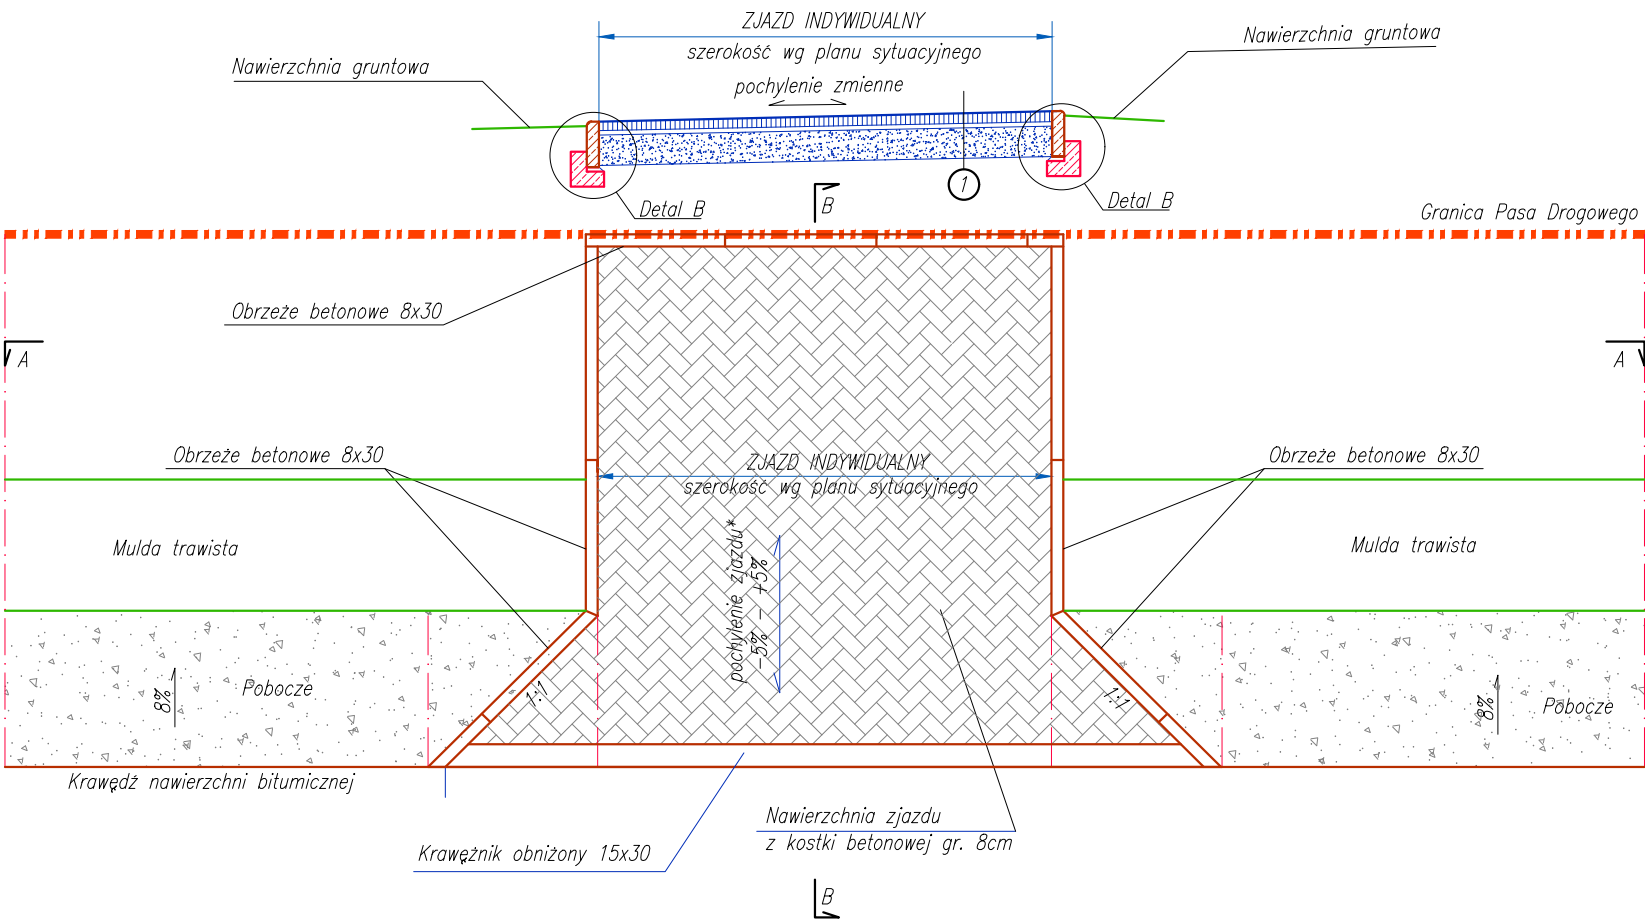 ZJAZD INDYWIDUALNY
szerokość wg planu sytuacyjnego
pochylenie zmienne
Nawierzchnia gruntowa
Nawierzchnia gruntowa
1
Detal B
Detal B
B
Granica Pasa Drogowego
Obrzeże betonowe 8x30
A
A
Obrzeże betonowe 8x30
ZJAZD INDYWIDUALNY
szerokość wg planu sytuacyjnego
Obrzeże betonowe 8x30
Mulda trawista
pochylenie zjazdu*
-5% - +5%
Mulda trawista
8%
Pobocze
1:1
1:1
8%
Pobocze
Krawędź nawierzchni bitumicznej
Nawierzchnia zjazdu
z kostki betonowej gr. 8cm
Krawężnik obniżony 15x30
B